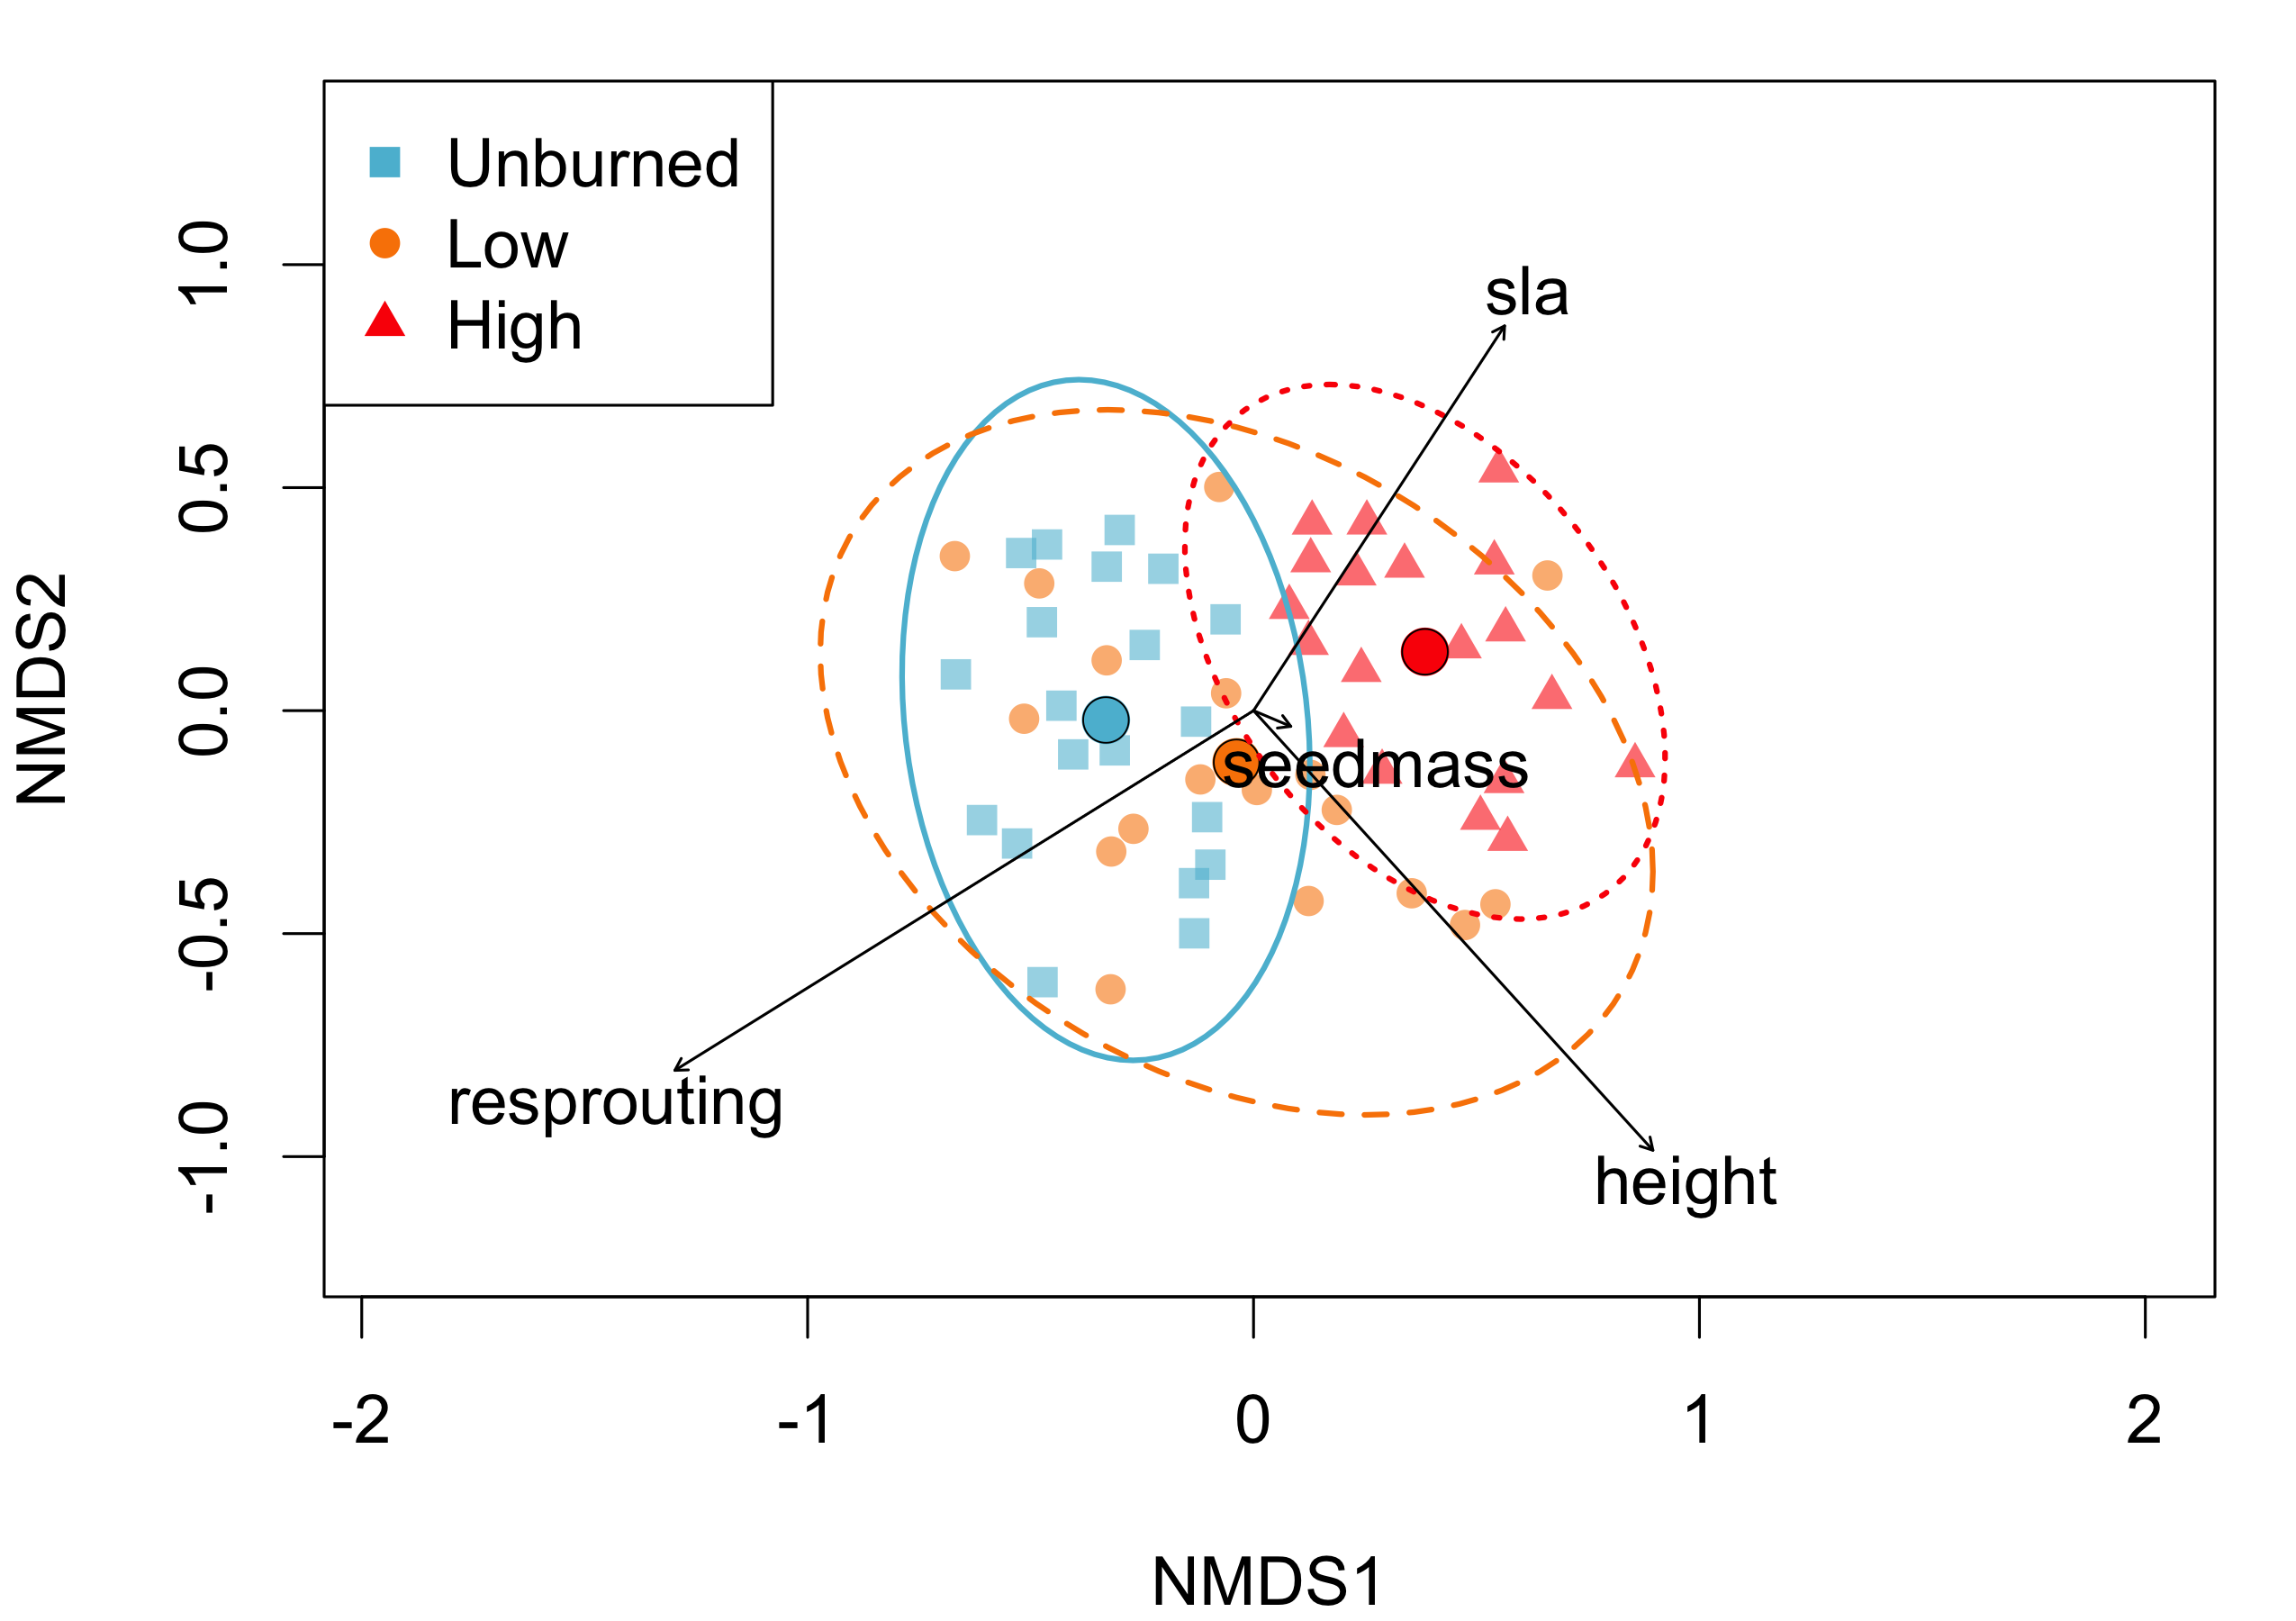 Unburned
Low
High
sla
seedmass
resprouting
height
NMDS2
1.0
0.5
0.0
-0.5
-1.0
-2 -1 0 1 2
NMDS1